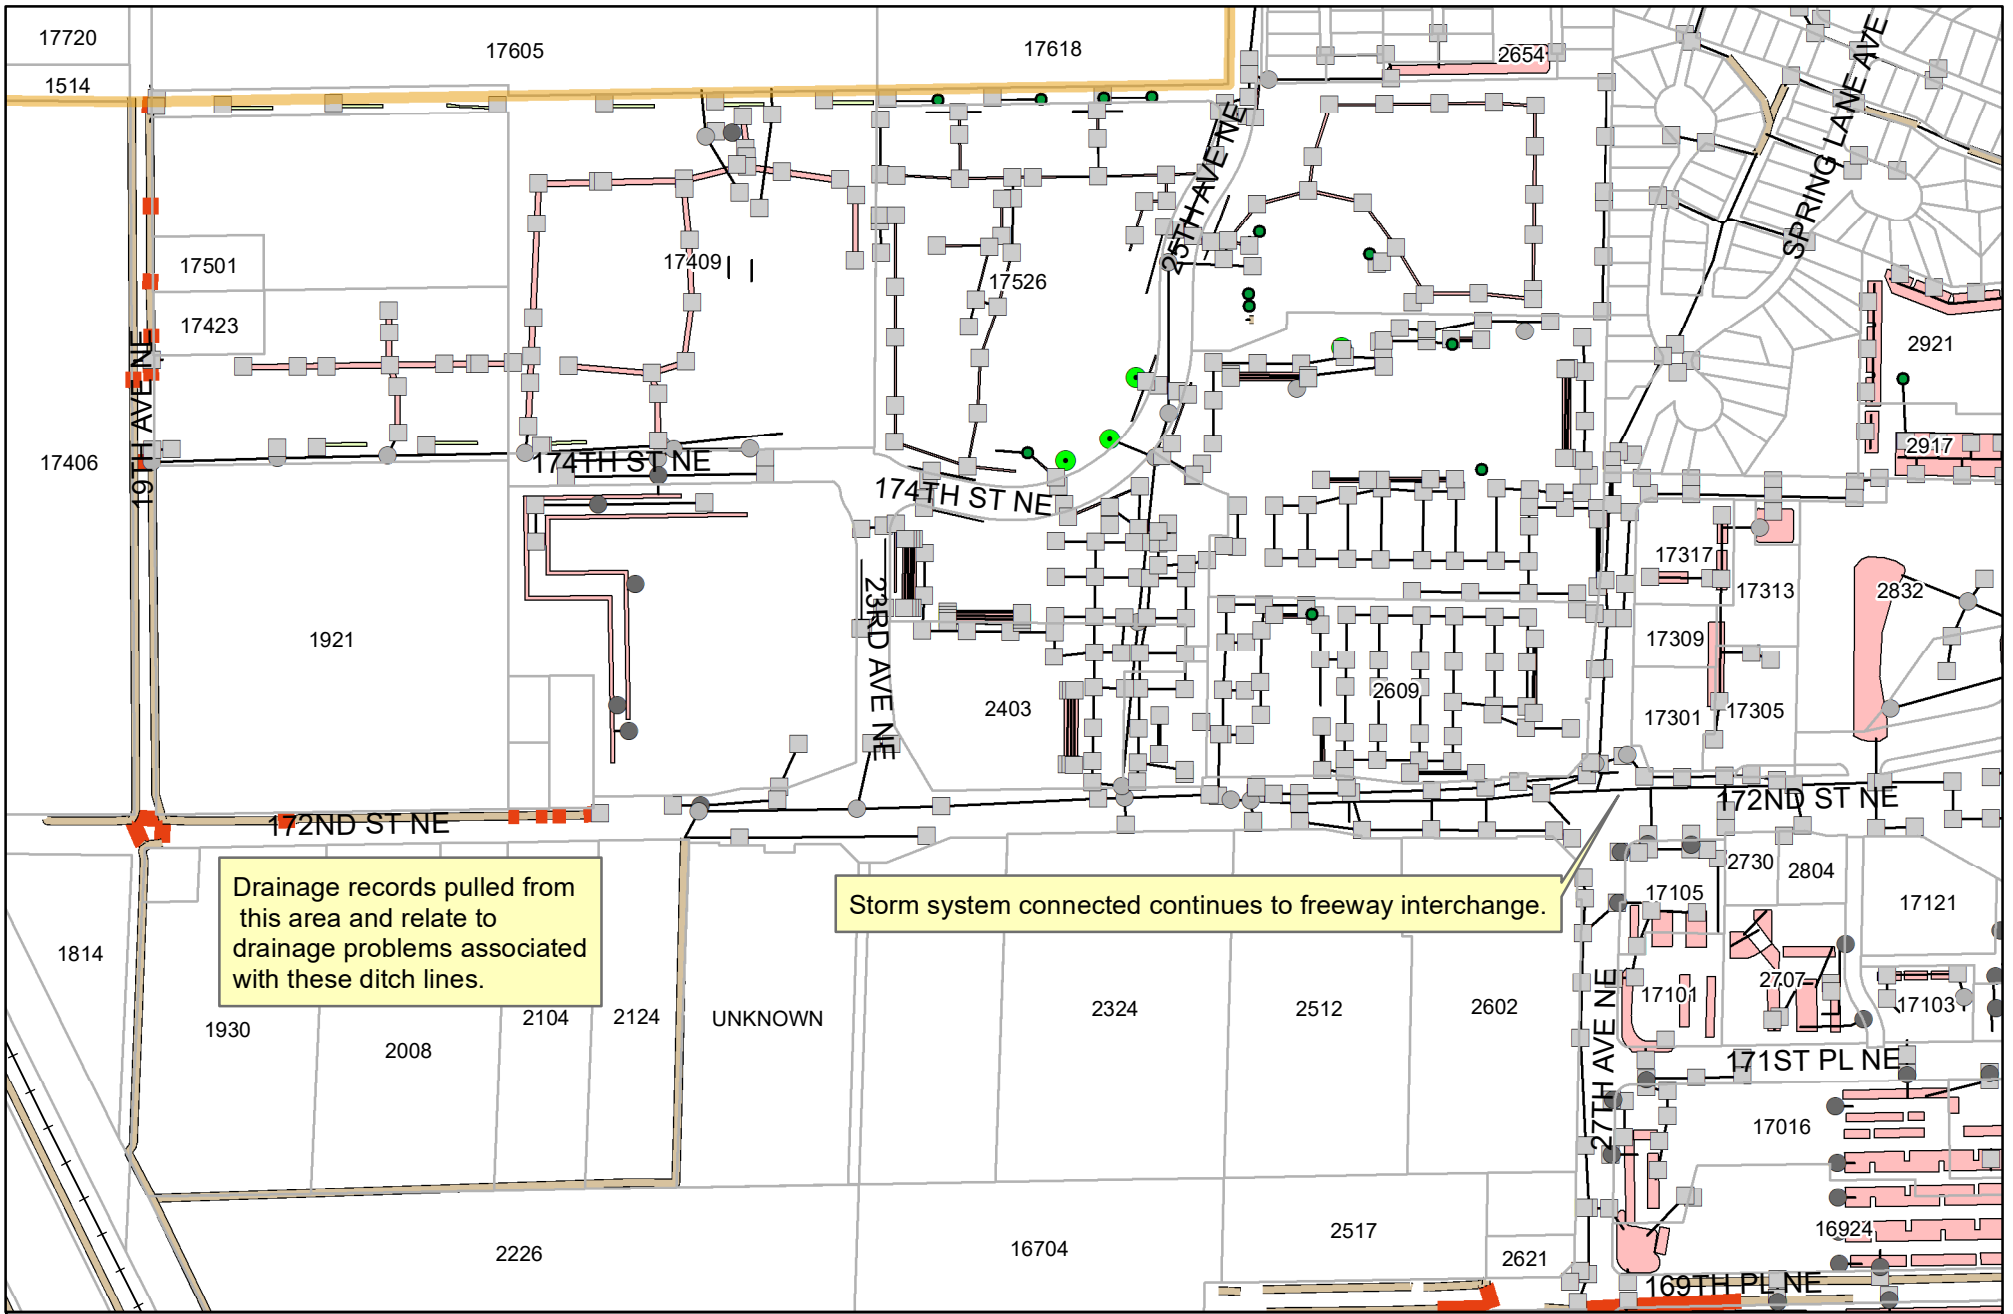 17720
17605
17618
2654
1514
SPRING LANE AVE
25TH AVE NE
17501
17409
17526
17423
19TH AVE NE
2921
2917
17406
174TH ST NE
174TH ST NE
17317
17313
2832
1921
23RD AVE NE
17309
2403
2609
17301
17305
172ND ST NE
172ND ST NE
Drainage records pulled from
this area and relate to
drainage problems associated
with these ditch lines.
Storm system connected continues to freeway interchange.
2730
2804
17105
17121
1814
2707
17101
17103
1930
2008
2104
2124
UNKNOWN
2324
2512
2602
27TH AVE NE
171ST PL NE
17016
2226
16704
2517
2621
16924
169TH PL NE